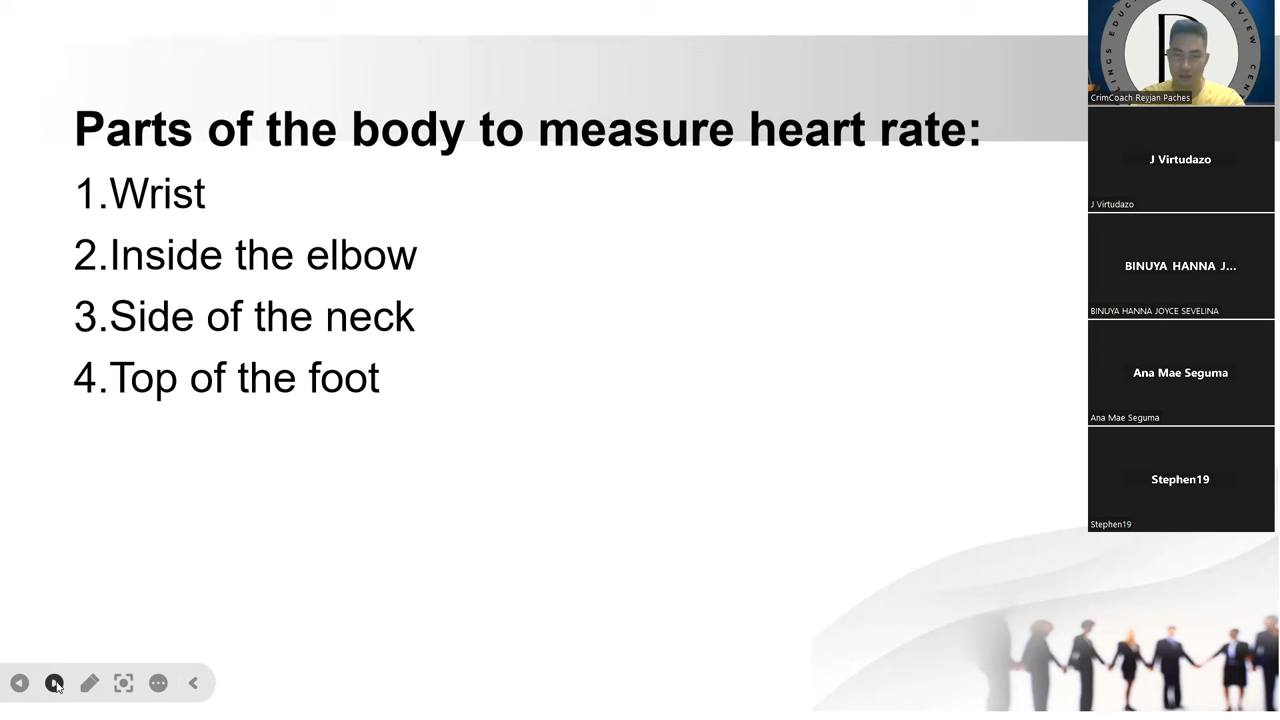 Parts of the body to measure heart rate:
1.Wrist
2.Inside the elbow
3.Side of the neck
4.Top of the foot
CrimCoach Reyjan Paches
J Virtudazo
J Virtudazo
BINUYA HANNA J...
BINUYA HANNA JOYCE SEVELINA
Ana Mae Seguma
Ana Mae Seguma
Stephen19
Stephen19